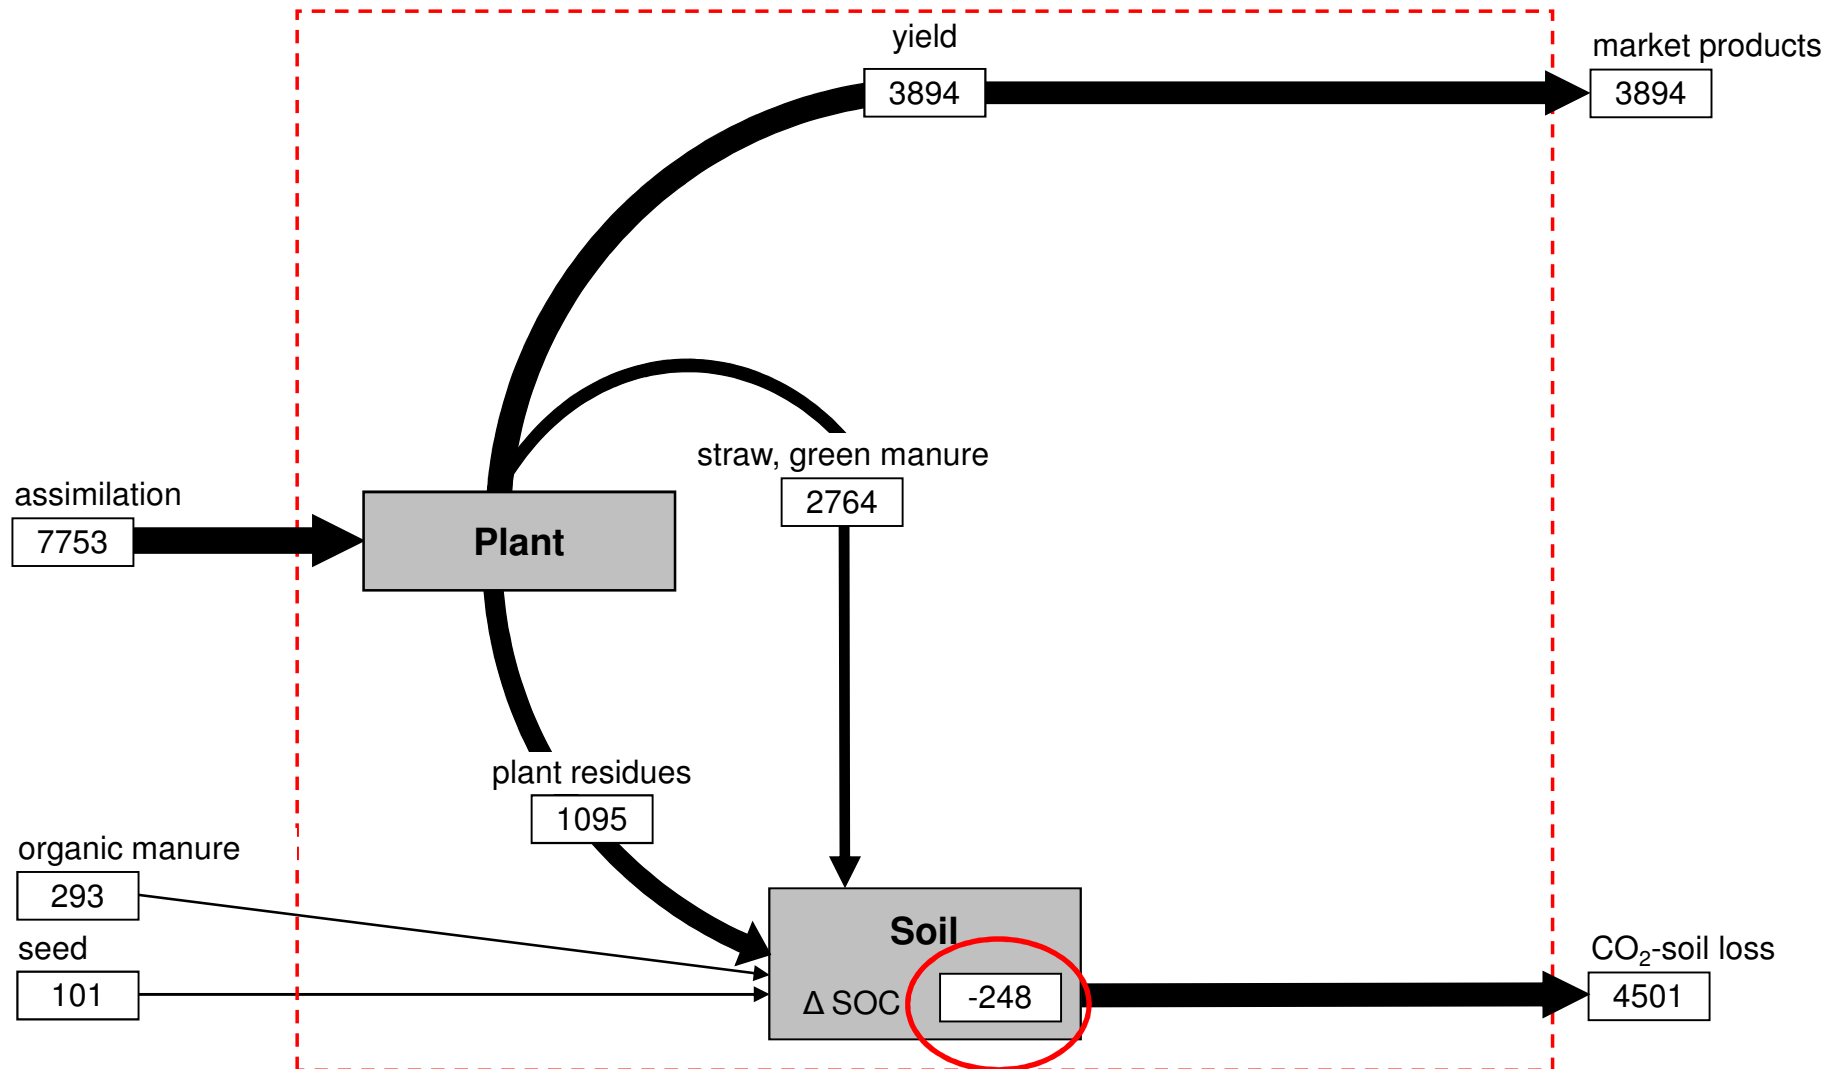 yield
3894
market products
3894
straw, green manure
2764
assimilation
7753
Plant
plant residues
1095
organic manure
293
seed
101
Soil
Δ SOC
-248
CO₂-soil loss
4501